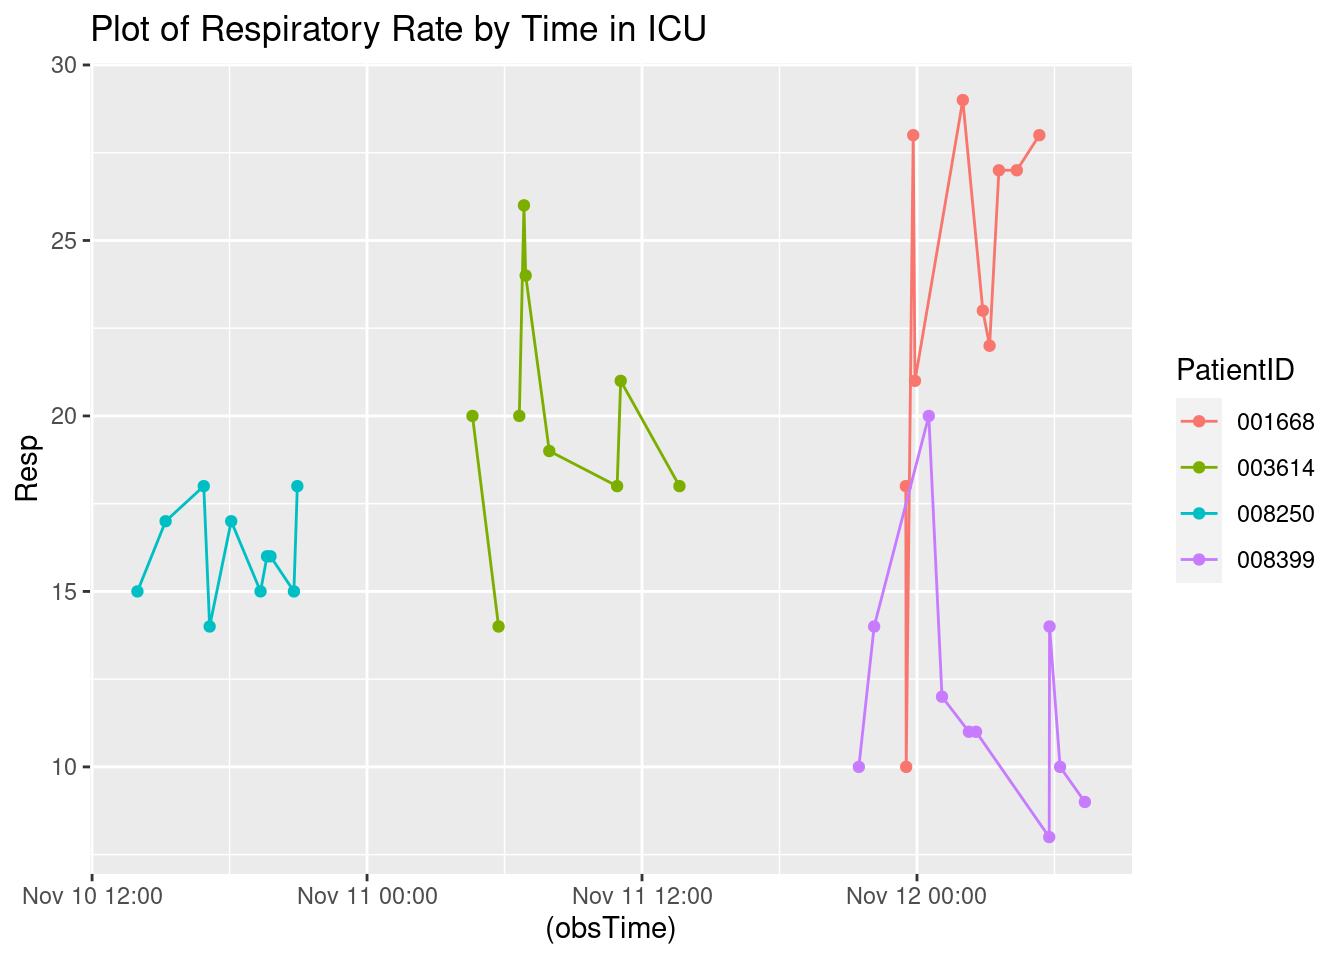 Plot of Respiratory Rate by Time in ICU
30
25
20
15
10
Resp
Nov 10 12:00
Nov 11 00:00
Nov 11 12:00
Nov 12 00:00
(obsTime)
PatientID
001668
003614
008250
008399